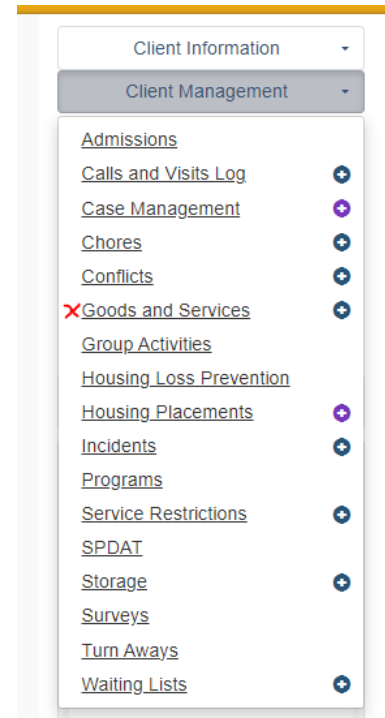 Client Information
Client Management
Admissions
Calls and Visits Log
Case Management
Chores
Conflicts
Goods and Services
Group Activities
Housing Loss Prevention
Housing Placements
Incidents
Programs
Service Restrictions
SPDAT
Storage
Surveys
Turn Aways
Waiting Lists